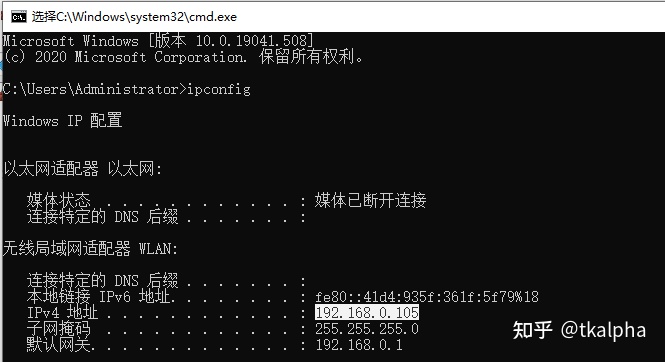 选择C:\Windows\system32\cmd.exe
Microsoft Windows [版本 10.0.19041.508]
(c) 2020 Microsoft Corporation. 保留所有权利。
C:\Users\Administrator>ipconfig
Windows IP 配置
以太网适配器 以太网:
媒体状态 . . . . . . . . . . . . : 媒体已断开连接
连接特定的 DNS 后缀 . . . . . . . :
无线局域网适配器 WLAN:
连接特定的 DNS 后缀 . . . . . . . :
本地链接 IPv6 地址. . . . . . . . : fe80::41d4:935f:361f:5f79%18
IPv4 地址 . . . . . . . . . . . . : 192.168.0.105
子网掩码 . . . . . . . . . . . . : 255.255.255.0
默认网关. . . . . . . . . . . . . : 192.168.0.1
知乎 @tkalpha